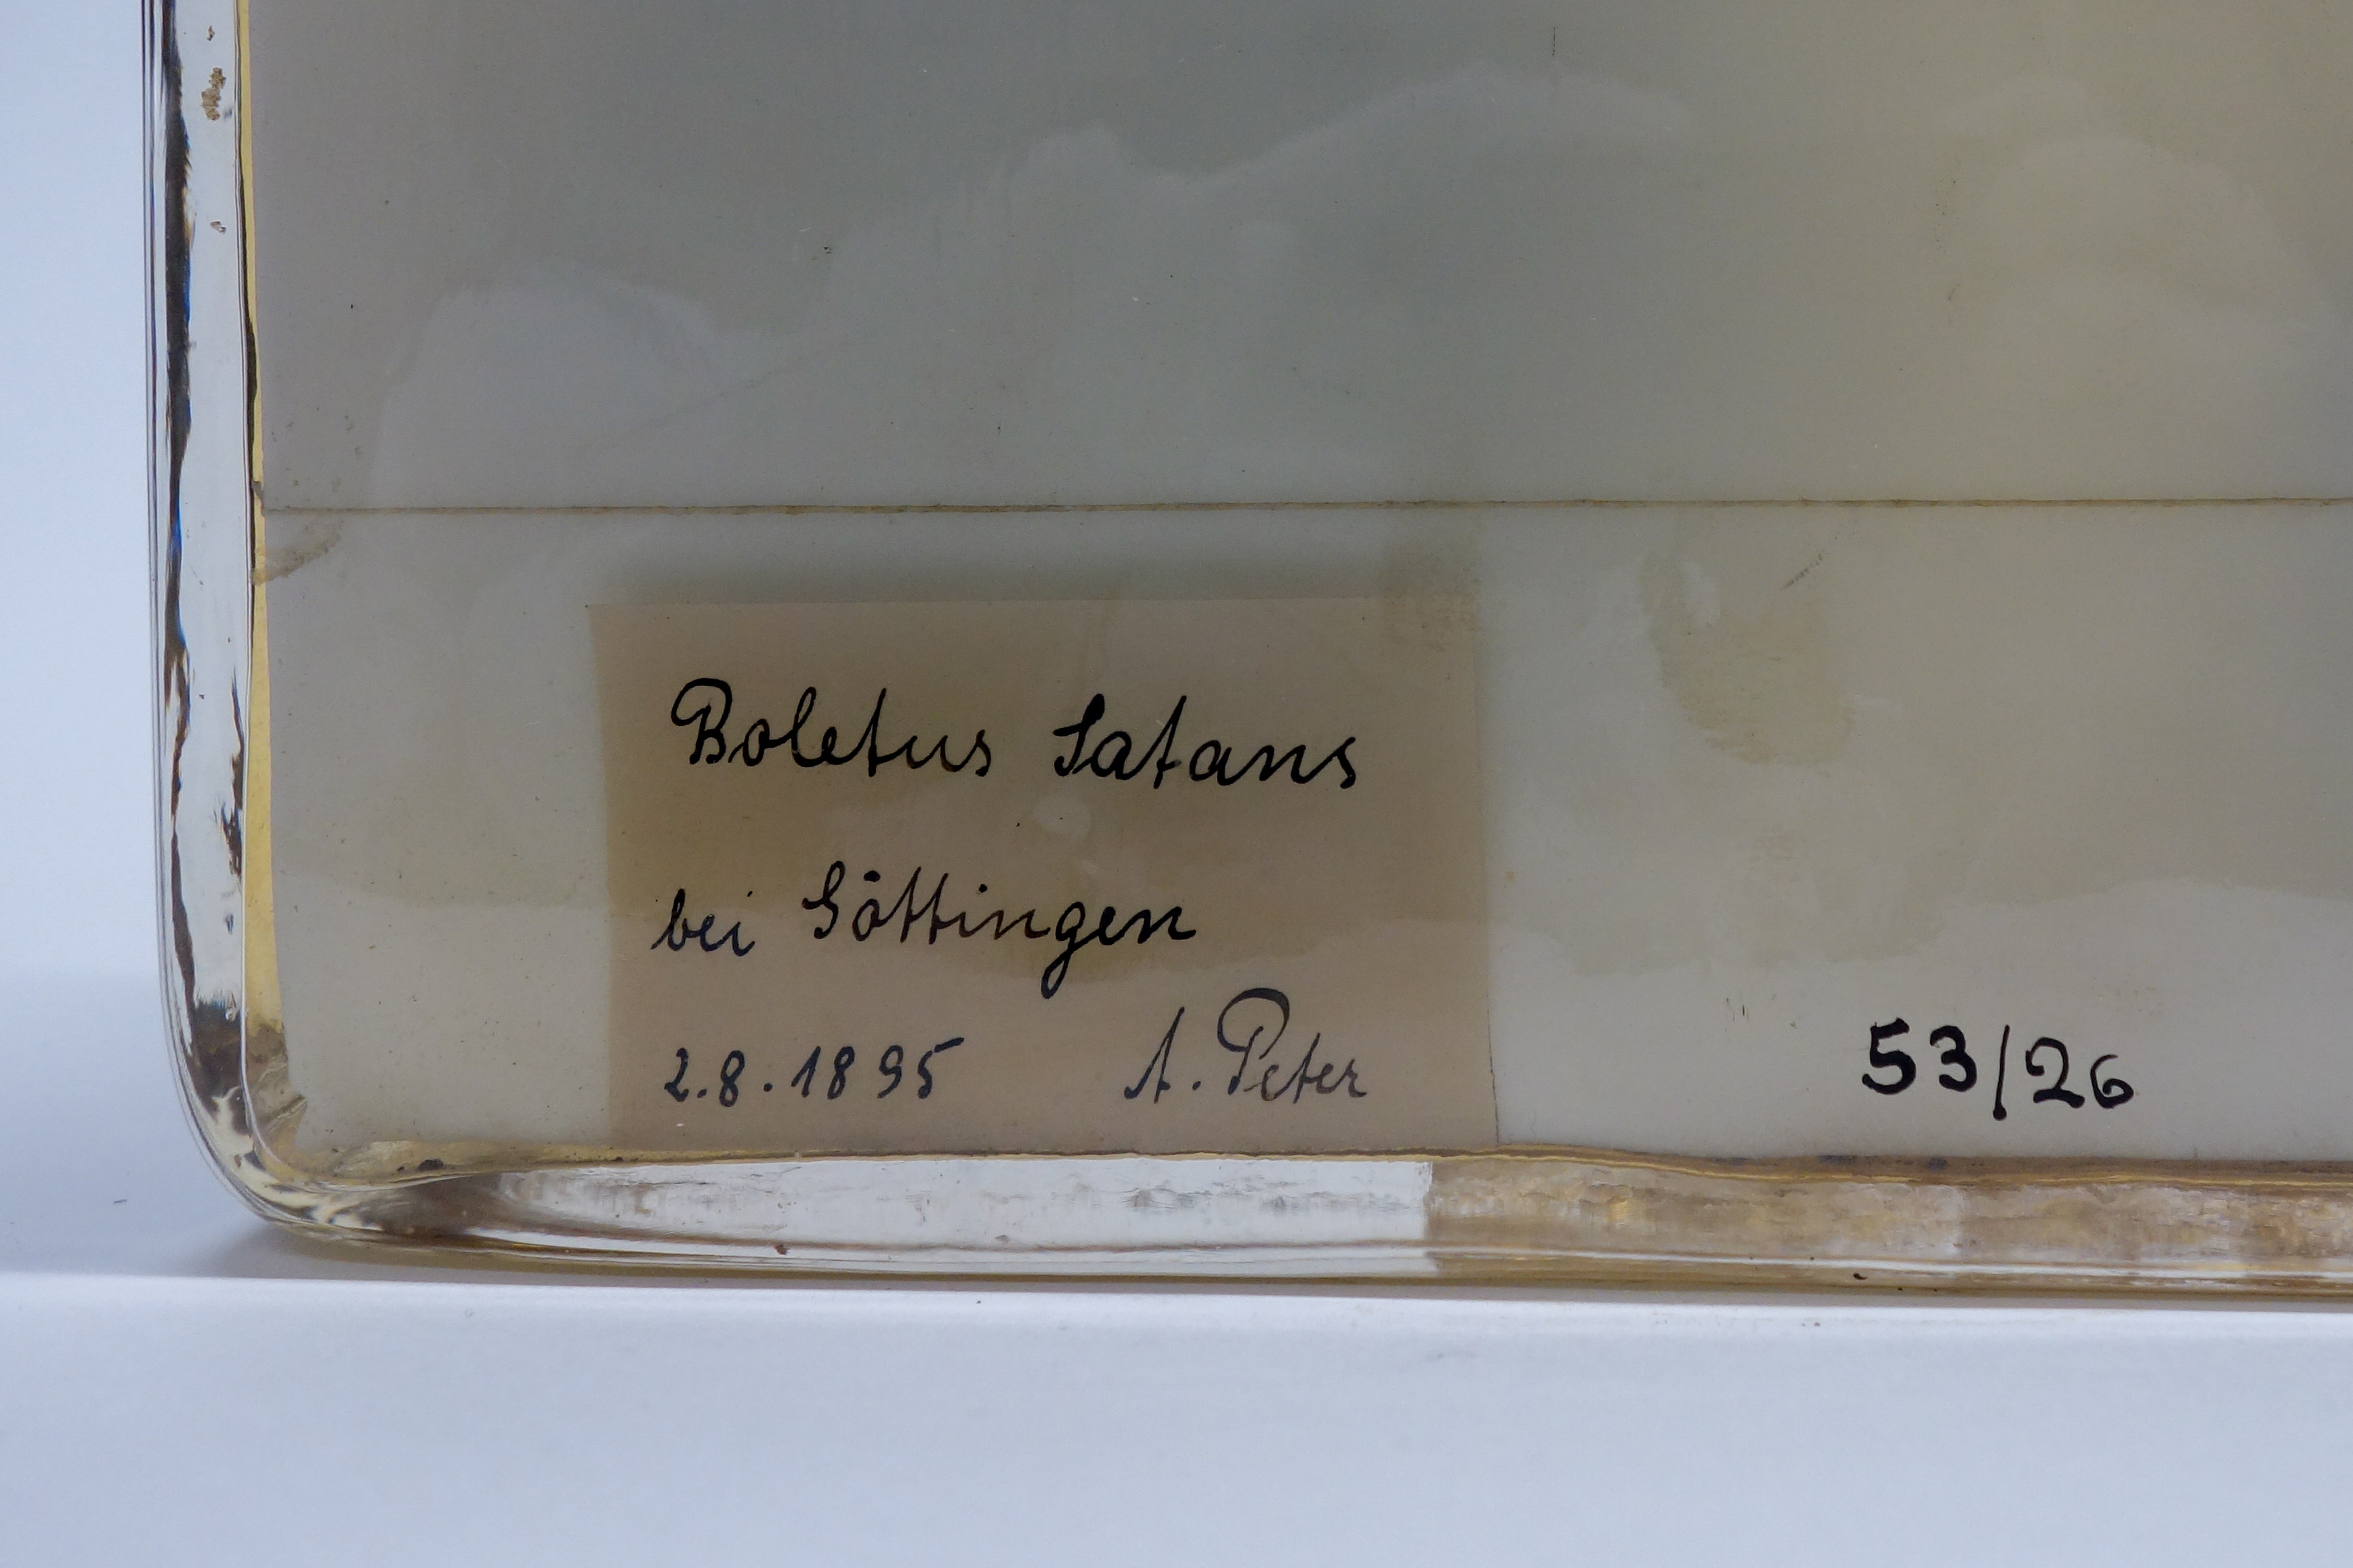 Boletus Satans
bei Göttingen
2.8.1895 A. Peter
53/26